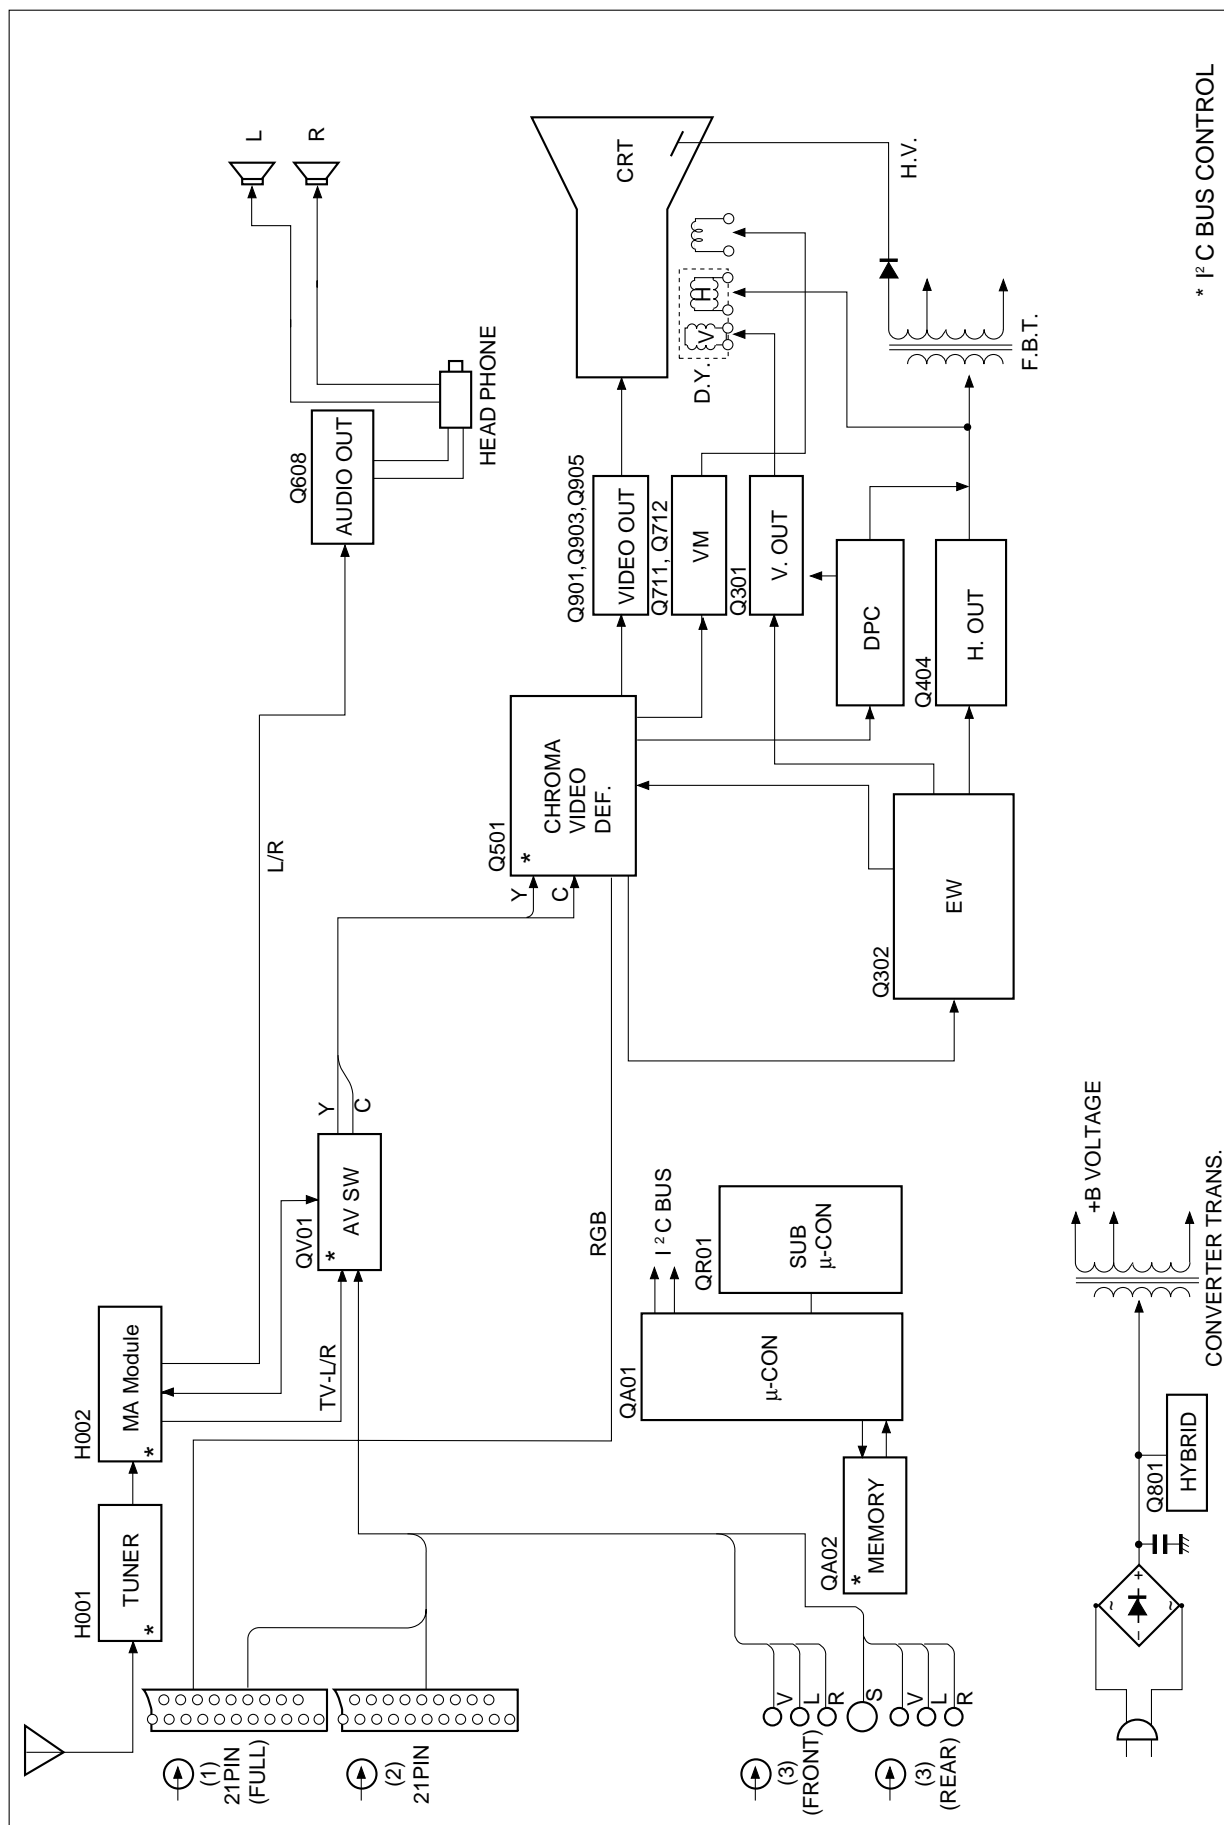 H001
TUNER
*
H002
MA Module
*
TV-L/R
L/R
QV01
AV SW
*
Y
C
Q608
AUDIO OUT
HEAD PHONE
L
R
(1)
21PIN
(FULL)
(2)
21PIN
RGB
Y
C
Q501
CHROMA
VIDEO
DEF.
*
Q901,Q903,Q905
VIDEO OUT
Q711, Q712
VM
Q301
V. OUT
DPC
Q404
H. OUT
Q302
EW
CRT
D.Y.
V
H
H.V.
F.B.T.
(3)
(FRONT)
V
L
R
S
(3)
(REAR)
V
L
R
QA02
MEMORY
*
QA01
µ-CON
I² C BUS
QR01
SUB
µ-CON
~
~
+
−
Q801
HYBRID
+B VOLTAGE
CONVERTER TRANS.
* I² C BUS CONTROL